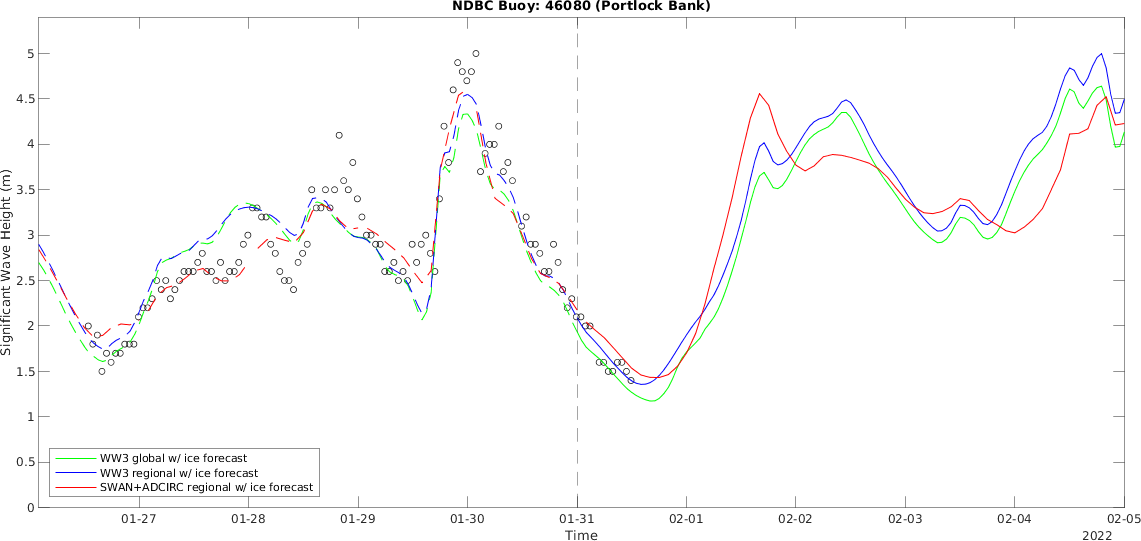 NDBC Buoy: 46080 (Portlock Bank)
Significant Wave Height (m)
5
4.5
4
3.5
3
2.5
2
1.5
1
0.5
0
WW3 global w/ ice forecast
WW3 regional w/ ice forecast
SWAN+ADCIRC regional w/ ice forecast
01-27 01-28 01-29 01-30 01-31 02-01 02-02 02-03 02-04 02-05
Time 2022